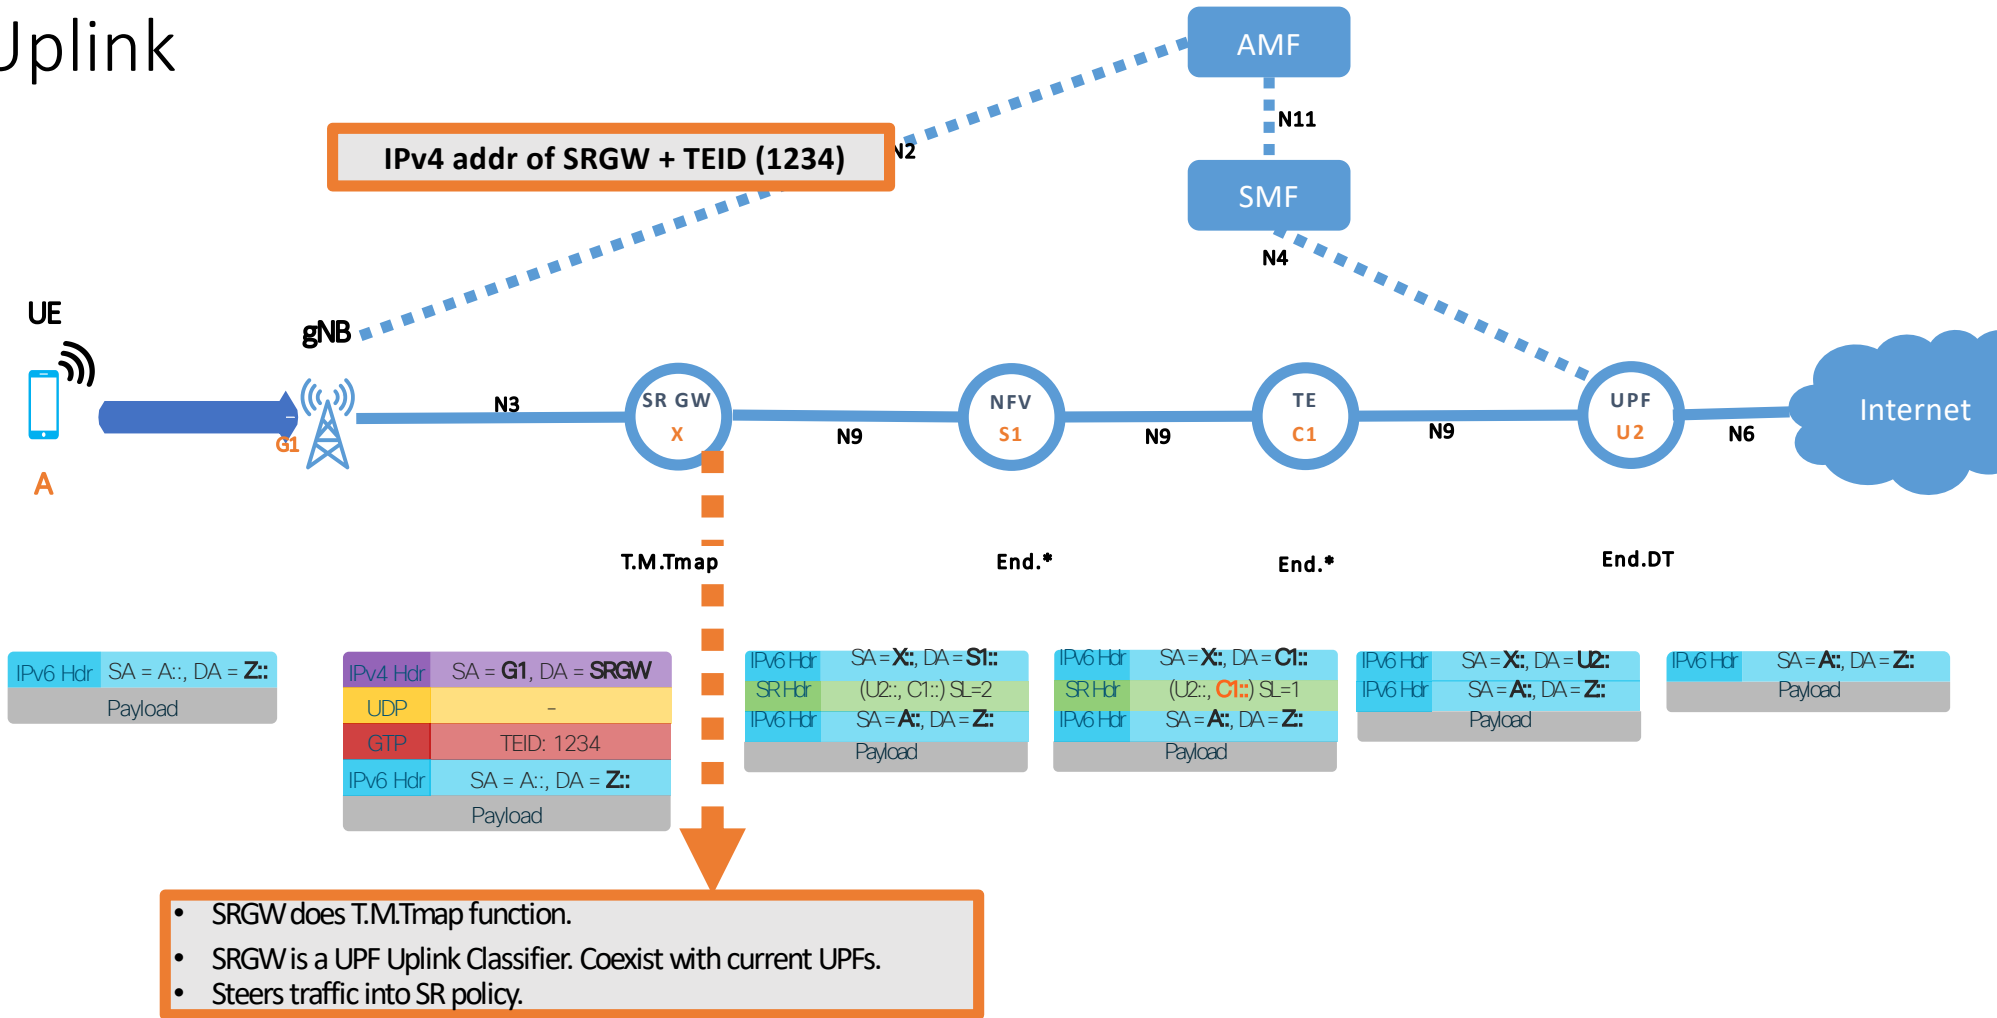 Uplink
AMF
N11
IPv4 addr of SRGW + TEID (1234)
N2
SMF
N4
UE
gNB
SR GW
X
NFV
S1
TE
C1
UPF
U2
Internet
N3
N9
N9
N9
N6
G1
A
T.M.Tmap
End.*
End.*
End.DT
IPv6 Hdr SA = A::, DA = Z::
Payload
IPv4 Hdr SA = G1, DA = SRGW
UDP -
GTP TEID: 1234
IPv6 Hdr SA = A::, DA = Z::
Payload
IPV6 Hdr SA = X::, DA = S1::
SR Hdr (U2::, C1::) SL=2
IPV6 Hdr SA = A::, DA = Z::
Payload
IPV6 Hdr SA = X::, DA = C1::
SR Hdr (U2::, C1::) SL=1
IPV6 Hdr SA = A::, DA = Z::
Payload
IPV6 Hdr SA = X::, DA = U2::
IPV6 Hdr SA = A::, DA = Z::
Payload
IPV6 Hdr SA = A::, DA = Z::
Payload
• SRGW does T.M.Tmap function.
• SRGW is a UPF Uplink Classifier. Coexist with current UPFs.
• Steers traffic into SR policy.